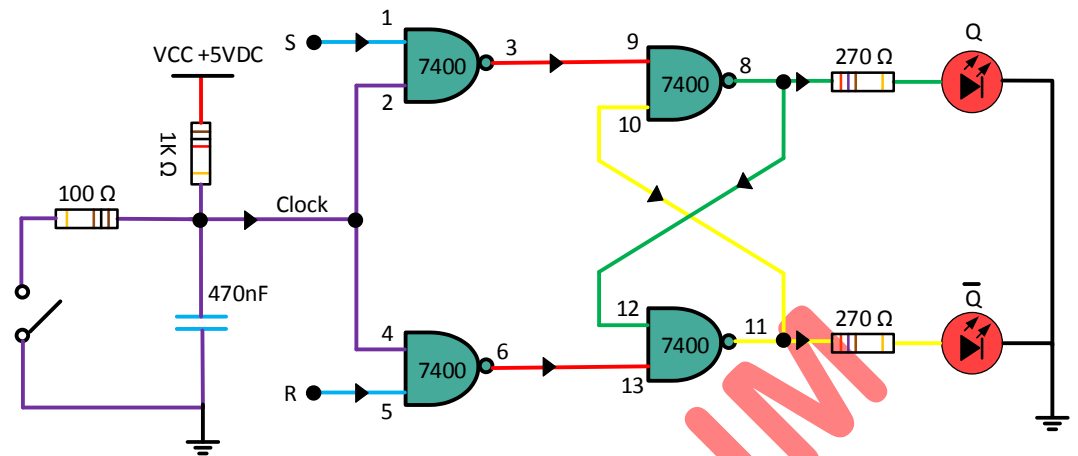 VCC +5VDC
1K Ω
100 Ω
470nF
Clock
S
R
1
2
3
7400
4
5
6
7400
9
10
8
7400
12
13
11
7400
270 Ω
Q
270 Ω
Q̅
IM